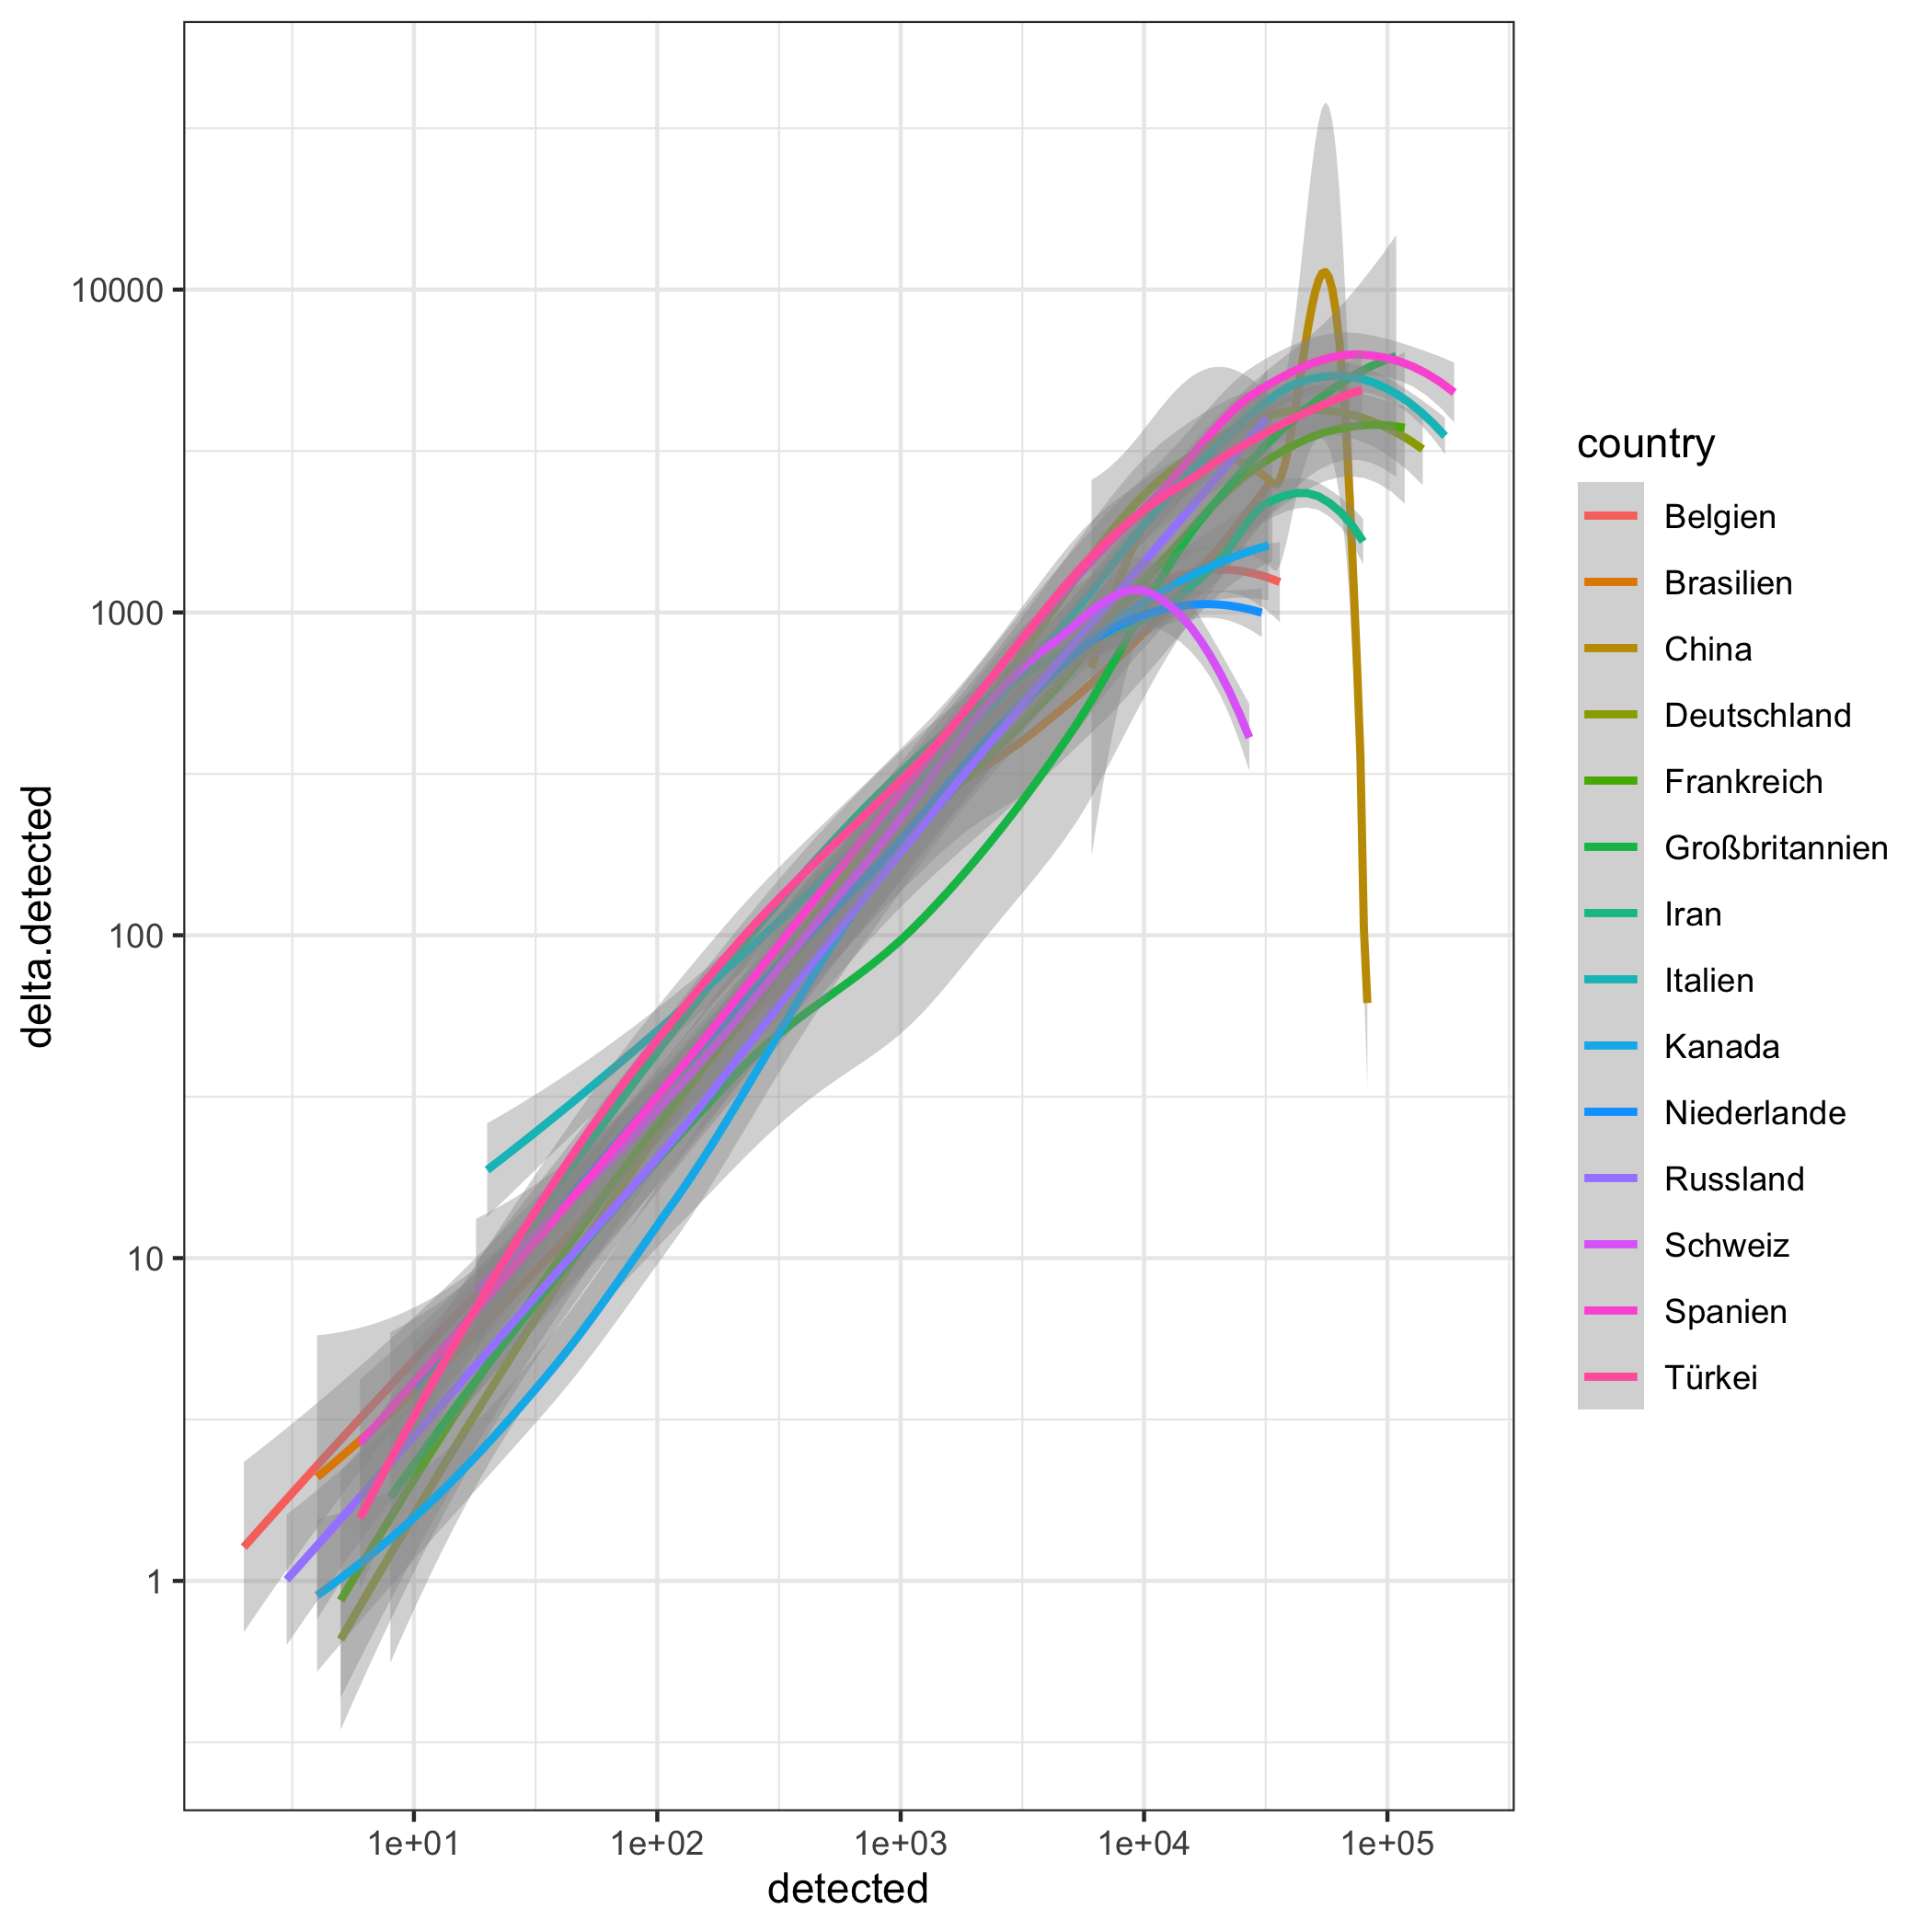 delta.detected
10000
1000
100
10
1
1e+01 1e+02 1e+03 1e+04 1e+05
detected
country
Belgien
Brasilien
China
Deutschland
Frankreich
Großbritannien
Iran
Italien
Kanada
Niederlande
Russland
Schweiz
Spanien
Türkei